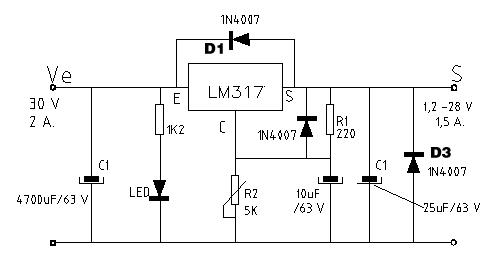 1N4007
D1
Ve
S
E
LM317
S
30 V
2 A.
C
1K2
1N4007
R1
220
1,2 -28 V
1,5 A.
D3
1N4007
C1
4700uF/63 V
LED
R2
5K
10uF
/63 V
C1
25uF/63 V